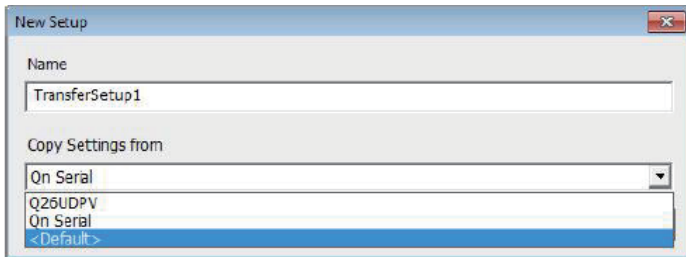 New Setup
Name
TransferSetup1
Copy Settings from
Qn Serial
Q26UDPV
Qn Serial
<Default>